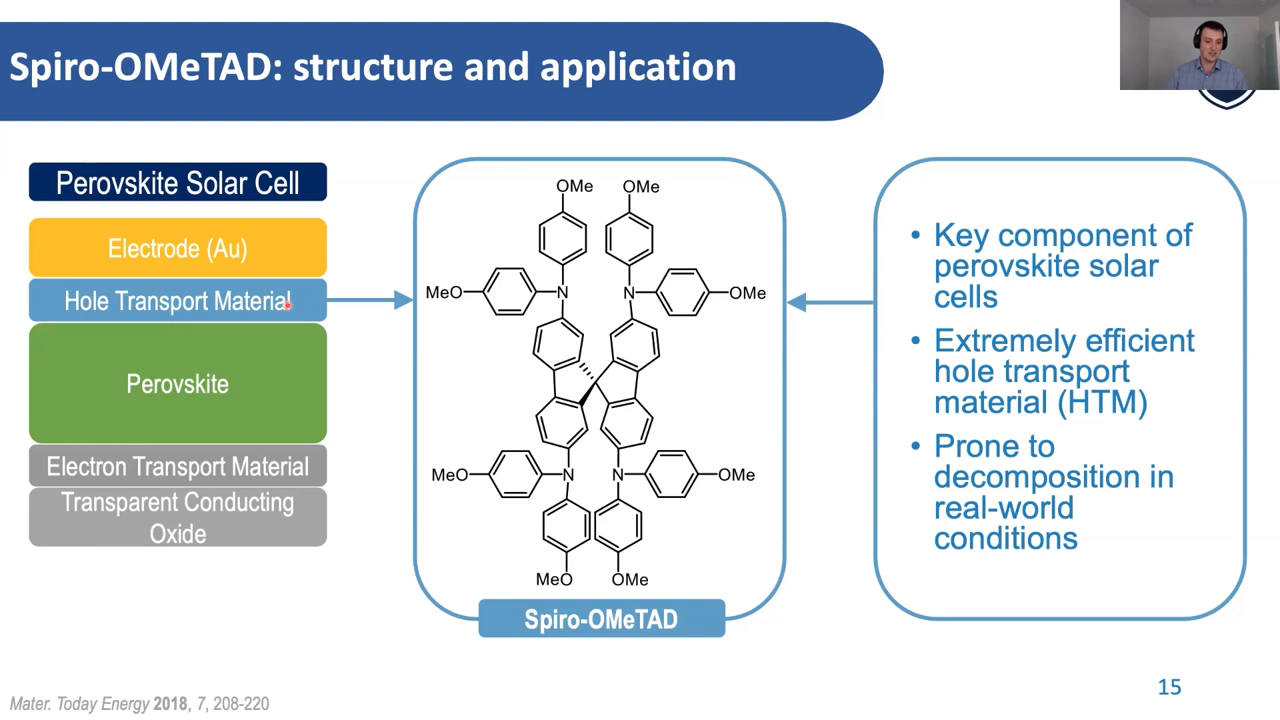 Spiro-OMeTAD: structure and application
Perovskite Solar Cell
Electrode (Au)
Hole Transport Material
Perovskite
Electron Transport Material
Transparent Conducting
Oxide
OMe OMe
MeO N N OMe
MeO N N OMe
MeO OMe
Spiro-OMeTAD
• Key component of
perovskite solar
cells
• Extremely efficient
hole transport
material (HTM)
• Prone to
decomposition in
real-world
conditions
Mater. Today Energy 2018, 7, 208-220
15